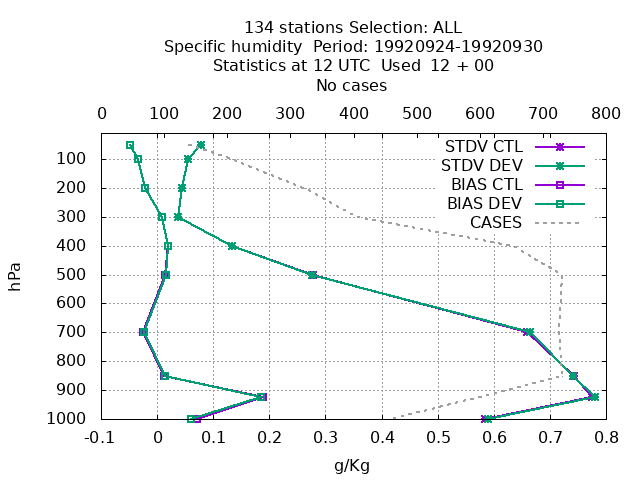 134 stations Selection: ALL
Specific humidity  Period: 19920924-19920930
Statistics at 12 UTC  Used  12 + 00
No cases
0 100 200 300 400 500 600 700 800
STDV CTL
STDV DEV
BIAS CTL
BIAS DEV
CASES
100
200
300
400
500
600
700
800
900
1000
hPa
-0.1 0 0.1 0.2 0.3 0.4 0.5 0.6 0.7 0.8
g/Kg